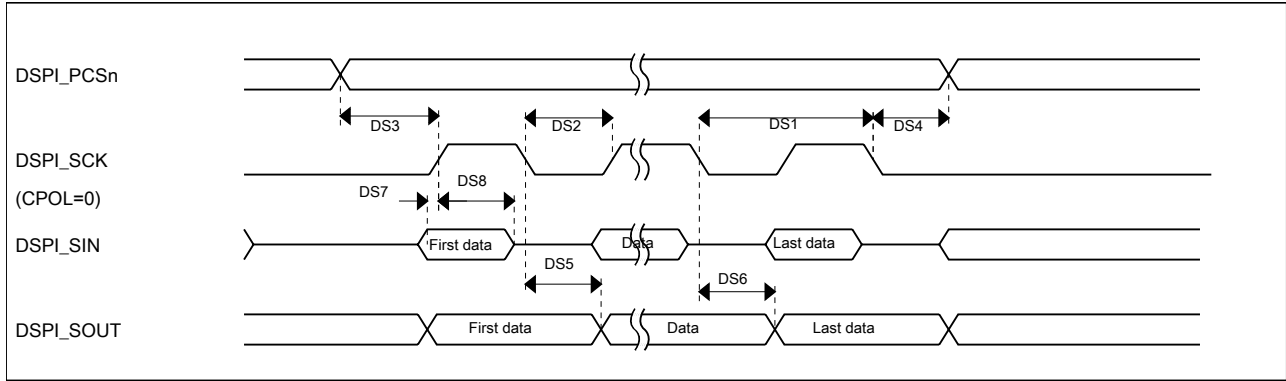 DSPI_PCSn
DS3
DS2
DS1
DS4
DSPI_SCK
(CPOL=0)
DS7
DS8
DSPI_SIN
First data
Data
Last data
DS5
DS6
DSPI_SOUT
First data
Data
Last data